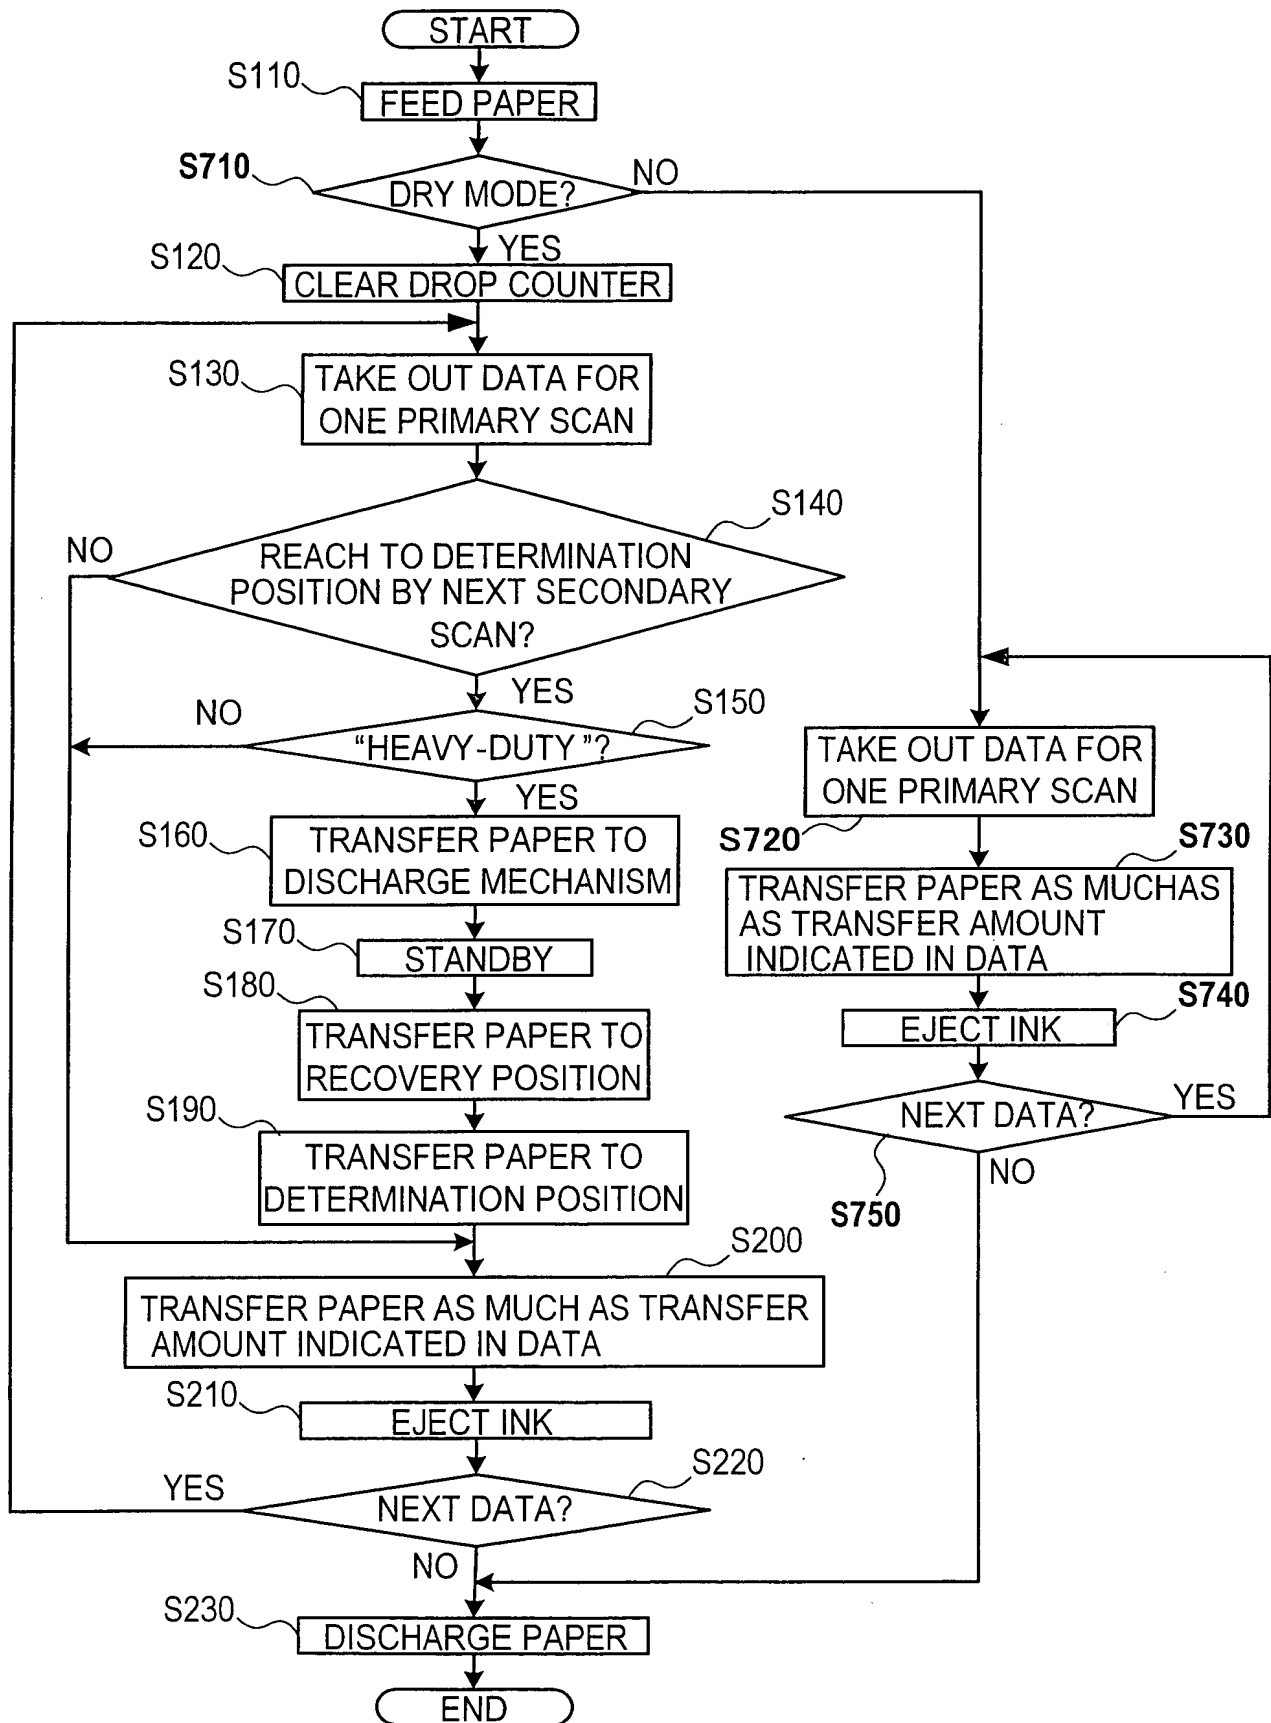 START
S110
FEED PAPER
S710
DRY MODE?
NO
YES
S120
CLEAR DROP COUNTER
S130
TAKE OUT DATA FOR
ONE PRIMARY SCAN
S140
NO
REACH TO DETERMINATION
POSITION BY NEXT SECONDARY
SCAN?
YES
S150
NO
“HEAVY-DUTY”?
YES
S160
TRANSFER PAPER TO
DISCHARGE MECHANISM
S170
STANDBY
S180
TRANSFER PAPER TO
RECOVERY POSITION
S190
TRANSFER PAPER TO
DETERMINATION POSITION
S200
TRANSFER PAPER AS MUCH AS TRANSFER
AMOUNT INDICATED IN DATA
S210
EJECT INK
S220
YES
NEXT DATA?
NO
TAKE OUT DATA FOR
ONE PRIMARY SCAN
S720
S730
TRANSFER PAPER AS MUCHAS
AS TRANSFER AMOUNT
INDICATED IN DATA
S740
EJECT INK
NEXT DATA?
YES
NO
S750
S230
DISCHARGE PAPER
END